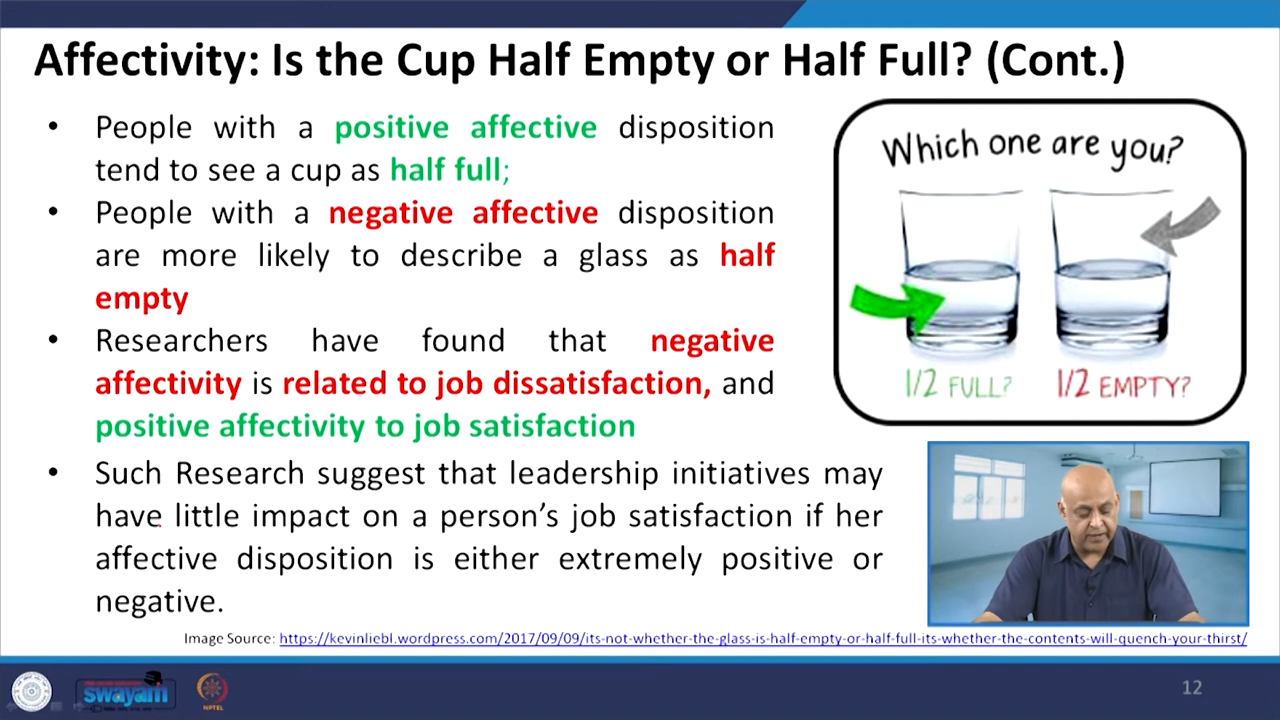 Affectivity: Is the Cup Half Empty or Half Full? (Cont.)
• People with a positive affective disposition
tend to see a cup as half full;
• People with a negative affective disposition
are more likely to describe a glass as half
empty
• Researchers have found that negative
affectivity is related to job dissatisfaction, and
positive affectivity to job satisfaction
• Such Research suggest that leadership initiatives may
have little impact on a person's job satisfaction if her
affective disposition is either extremely positive or
negative.
Which one are you?
1/2 FULL?
1/2 EMPTY?
Image Source: https://kevinliebl.wordpress.com/2017/09/09/its-not-whether-the-glass-is-half-empty-or-half-full-its-whether-the-contents-will-quench-your-thirst/
swayam
NPTEL
12